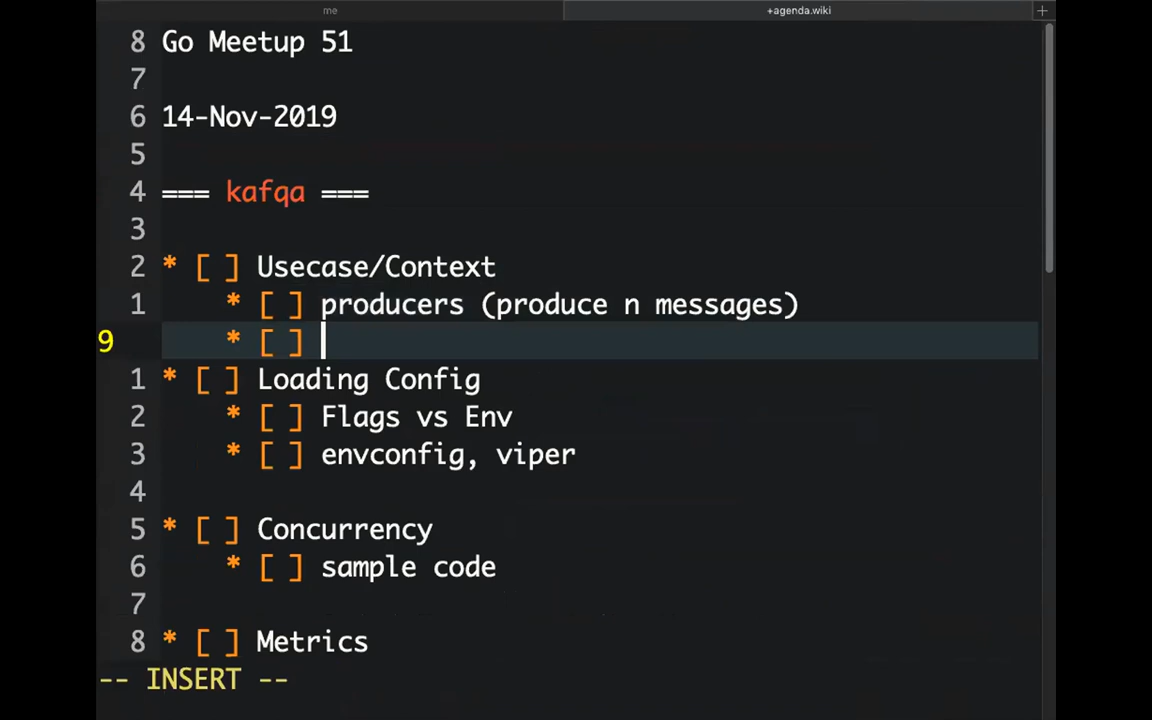 me
+agenda.wiki
+
8 Go Meetup 51
7
6 14-Nov-2019
5
4 === kafqa ===
3
2 * [ ] Usecase/Context
1 * [ ] producers (produce n messages)
9 * [ ]
1 * [ ] Loading Config
2 * [ ] Flags vs Env
3 * [ ] envconfig, viper
4
5 * [ ] Concurrency
6 * [ ] sample code
7
8 * [ ] Metrics
-- INSERT --